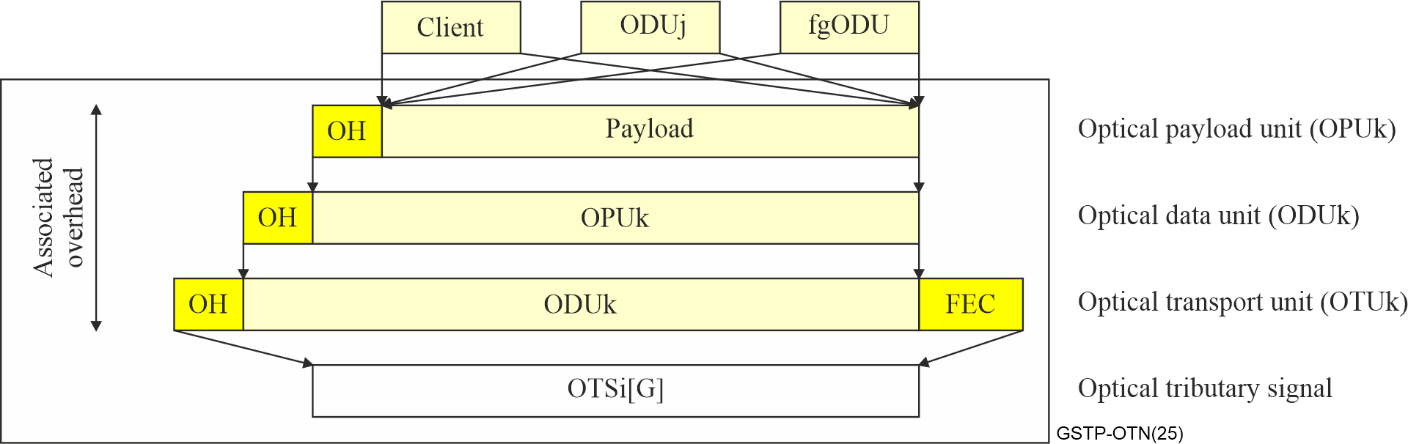 Client
ODUj
fgODU
OH
Payload
Optical payload unit (OPUk)
Associated
overhead
OH
OPUk
Optical data unit (ODUk)
OH
ODUk
FEC
Optical transport unit (OTUk)
OTSi[G]
Optical tributary signal
GSTP-OTN(25)